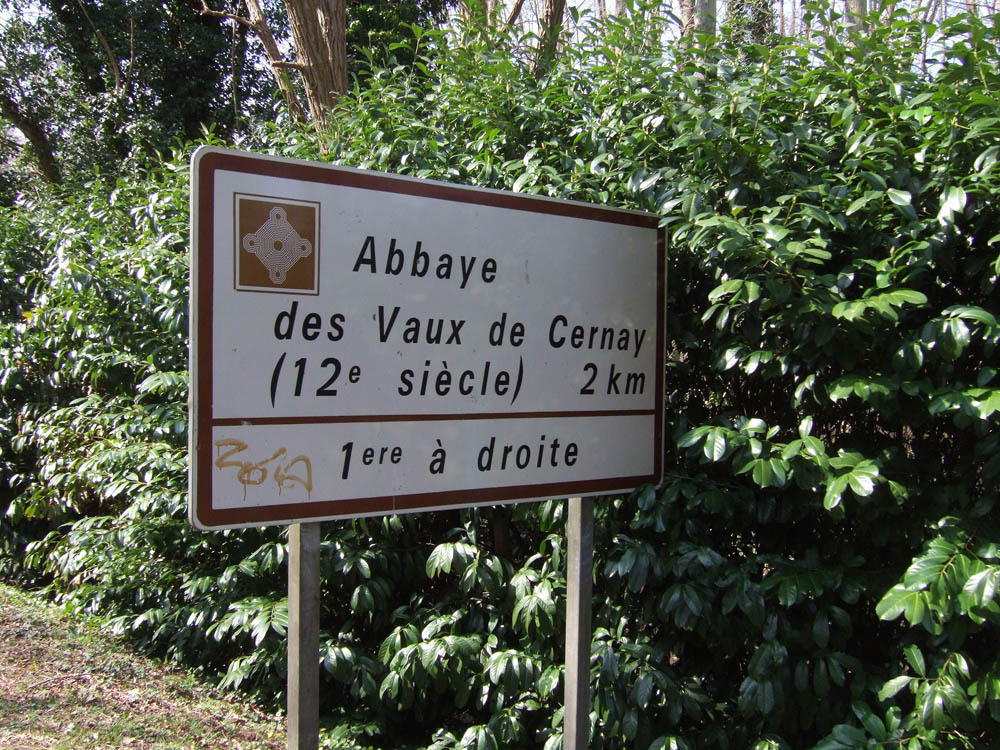 Abbaye
des Vaux de Cernay
(12e siècle) 2 km
1ere à droite